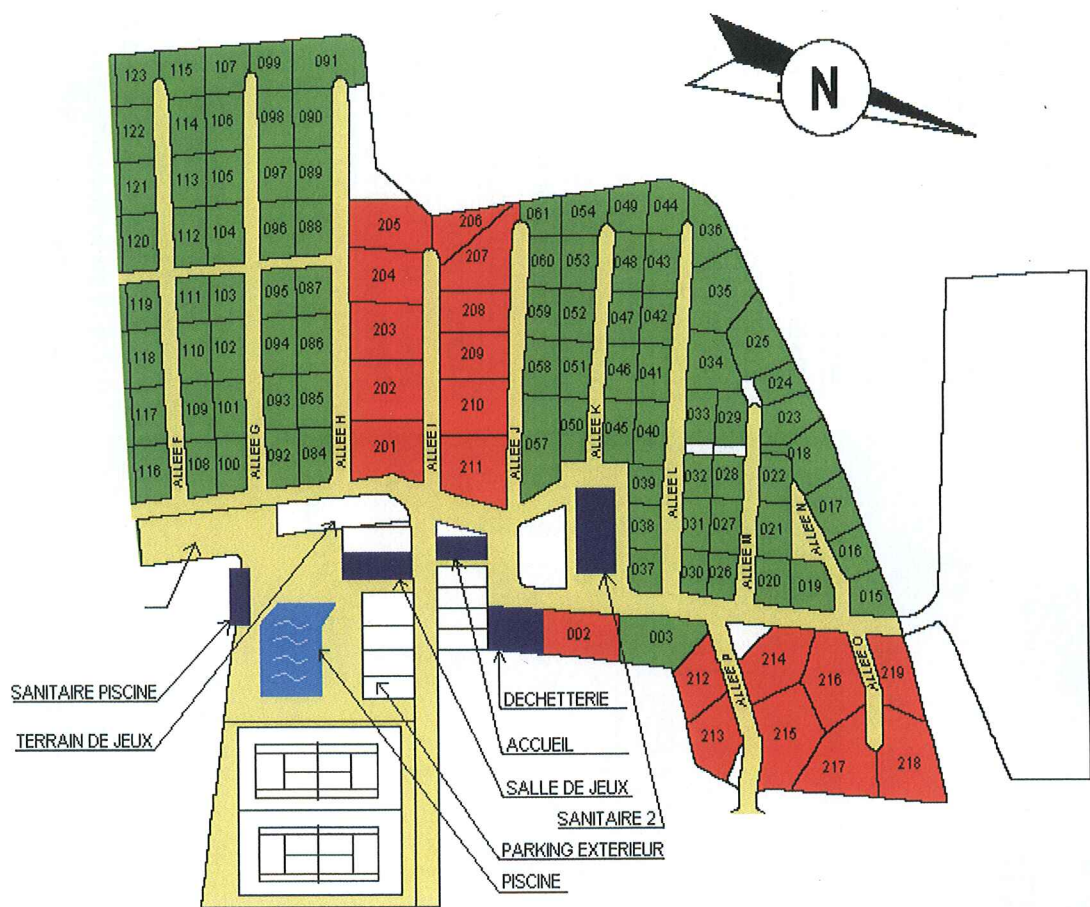 123 115 107 099 091
122 114 106 098 090
121 113 105 097 089
120 112 104 096 088
119 111 103 095 087
118 110 102 094 086
117 109 101 093 085
116 108 100 092 084
ALLEE F
ALLEE G
ALLEE H
ALLEE I
ALLEE J
ALLEE K
ALLEE L
ALLEE M
ALLEE N
ALLEE O
ALLEE P
N
205 206
204 207
203 208
202 209
201 210
211
061 054 049 044 036
060 053 048 043 035
059 052 047 042 025
058 051 046 041 034 024
057 050 045 040 033 029 023
039 032 028 022 018
038 031 027 021 017
037 030 026 020 019 016
015
002 003
212 214 216 219
213 215 217 218
SANITAIRE PISCINE
TERRAIN DE JEUX
DECHETTERIE
ACCUEIL
SALLE DE JEUX
SANITAIRE 2
PARKING EXTERIEUR
PISCINE